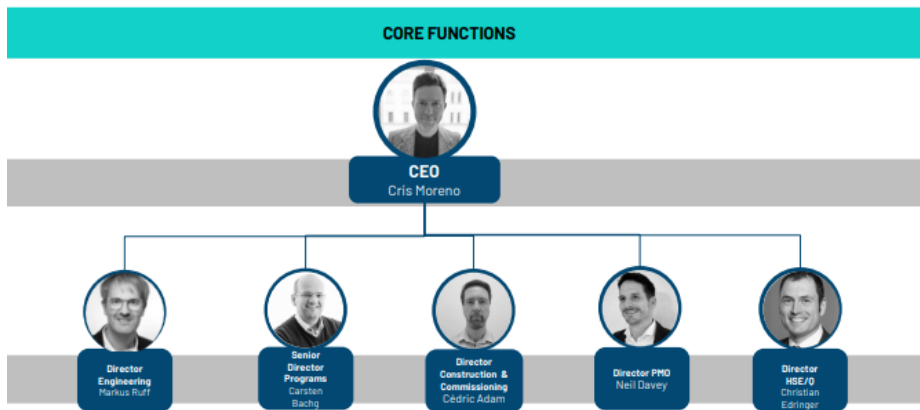 CORE FUNCTIONS
CEO
Cris Moreno
Director
Engineering
Markus Ruff
Senior
Director
Programs
Carsten
Bachg
Director
Construction &
Commissioning
Cédric Adam
Director PMO
Neil Davey
Director
HSE/Q
Christian
Edringer